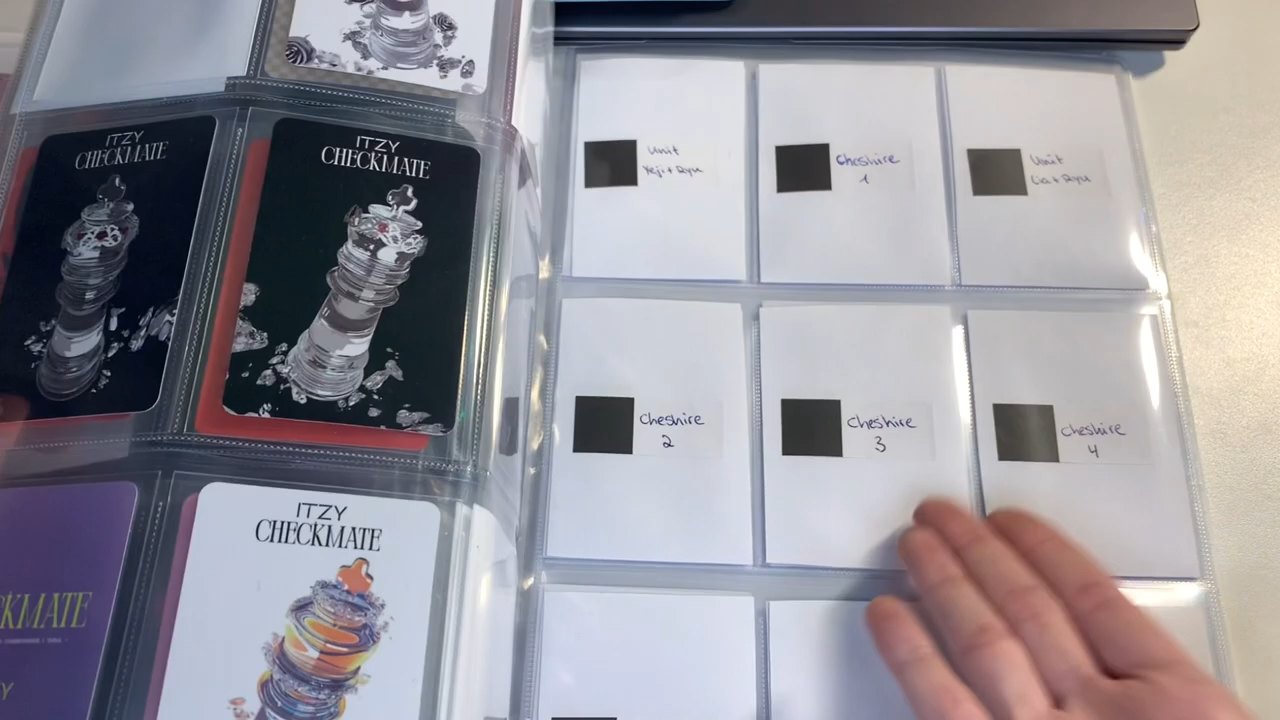 ITZY
CHECKMATE
ITZY
CHECKMATE
KMATE
Y
ITZY
CHECKMATE
Unit
Yeji + Ryu
Cheshire
1
Unit
Lia + Ryu
Cheshire
2
Cheshire
3
Cheshire
4